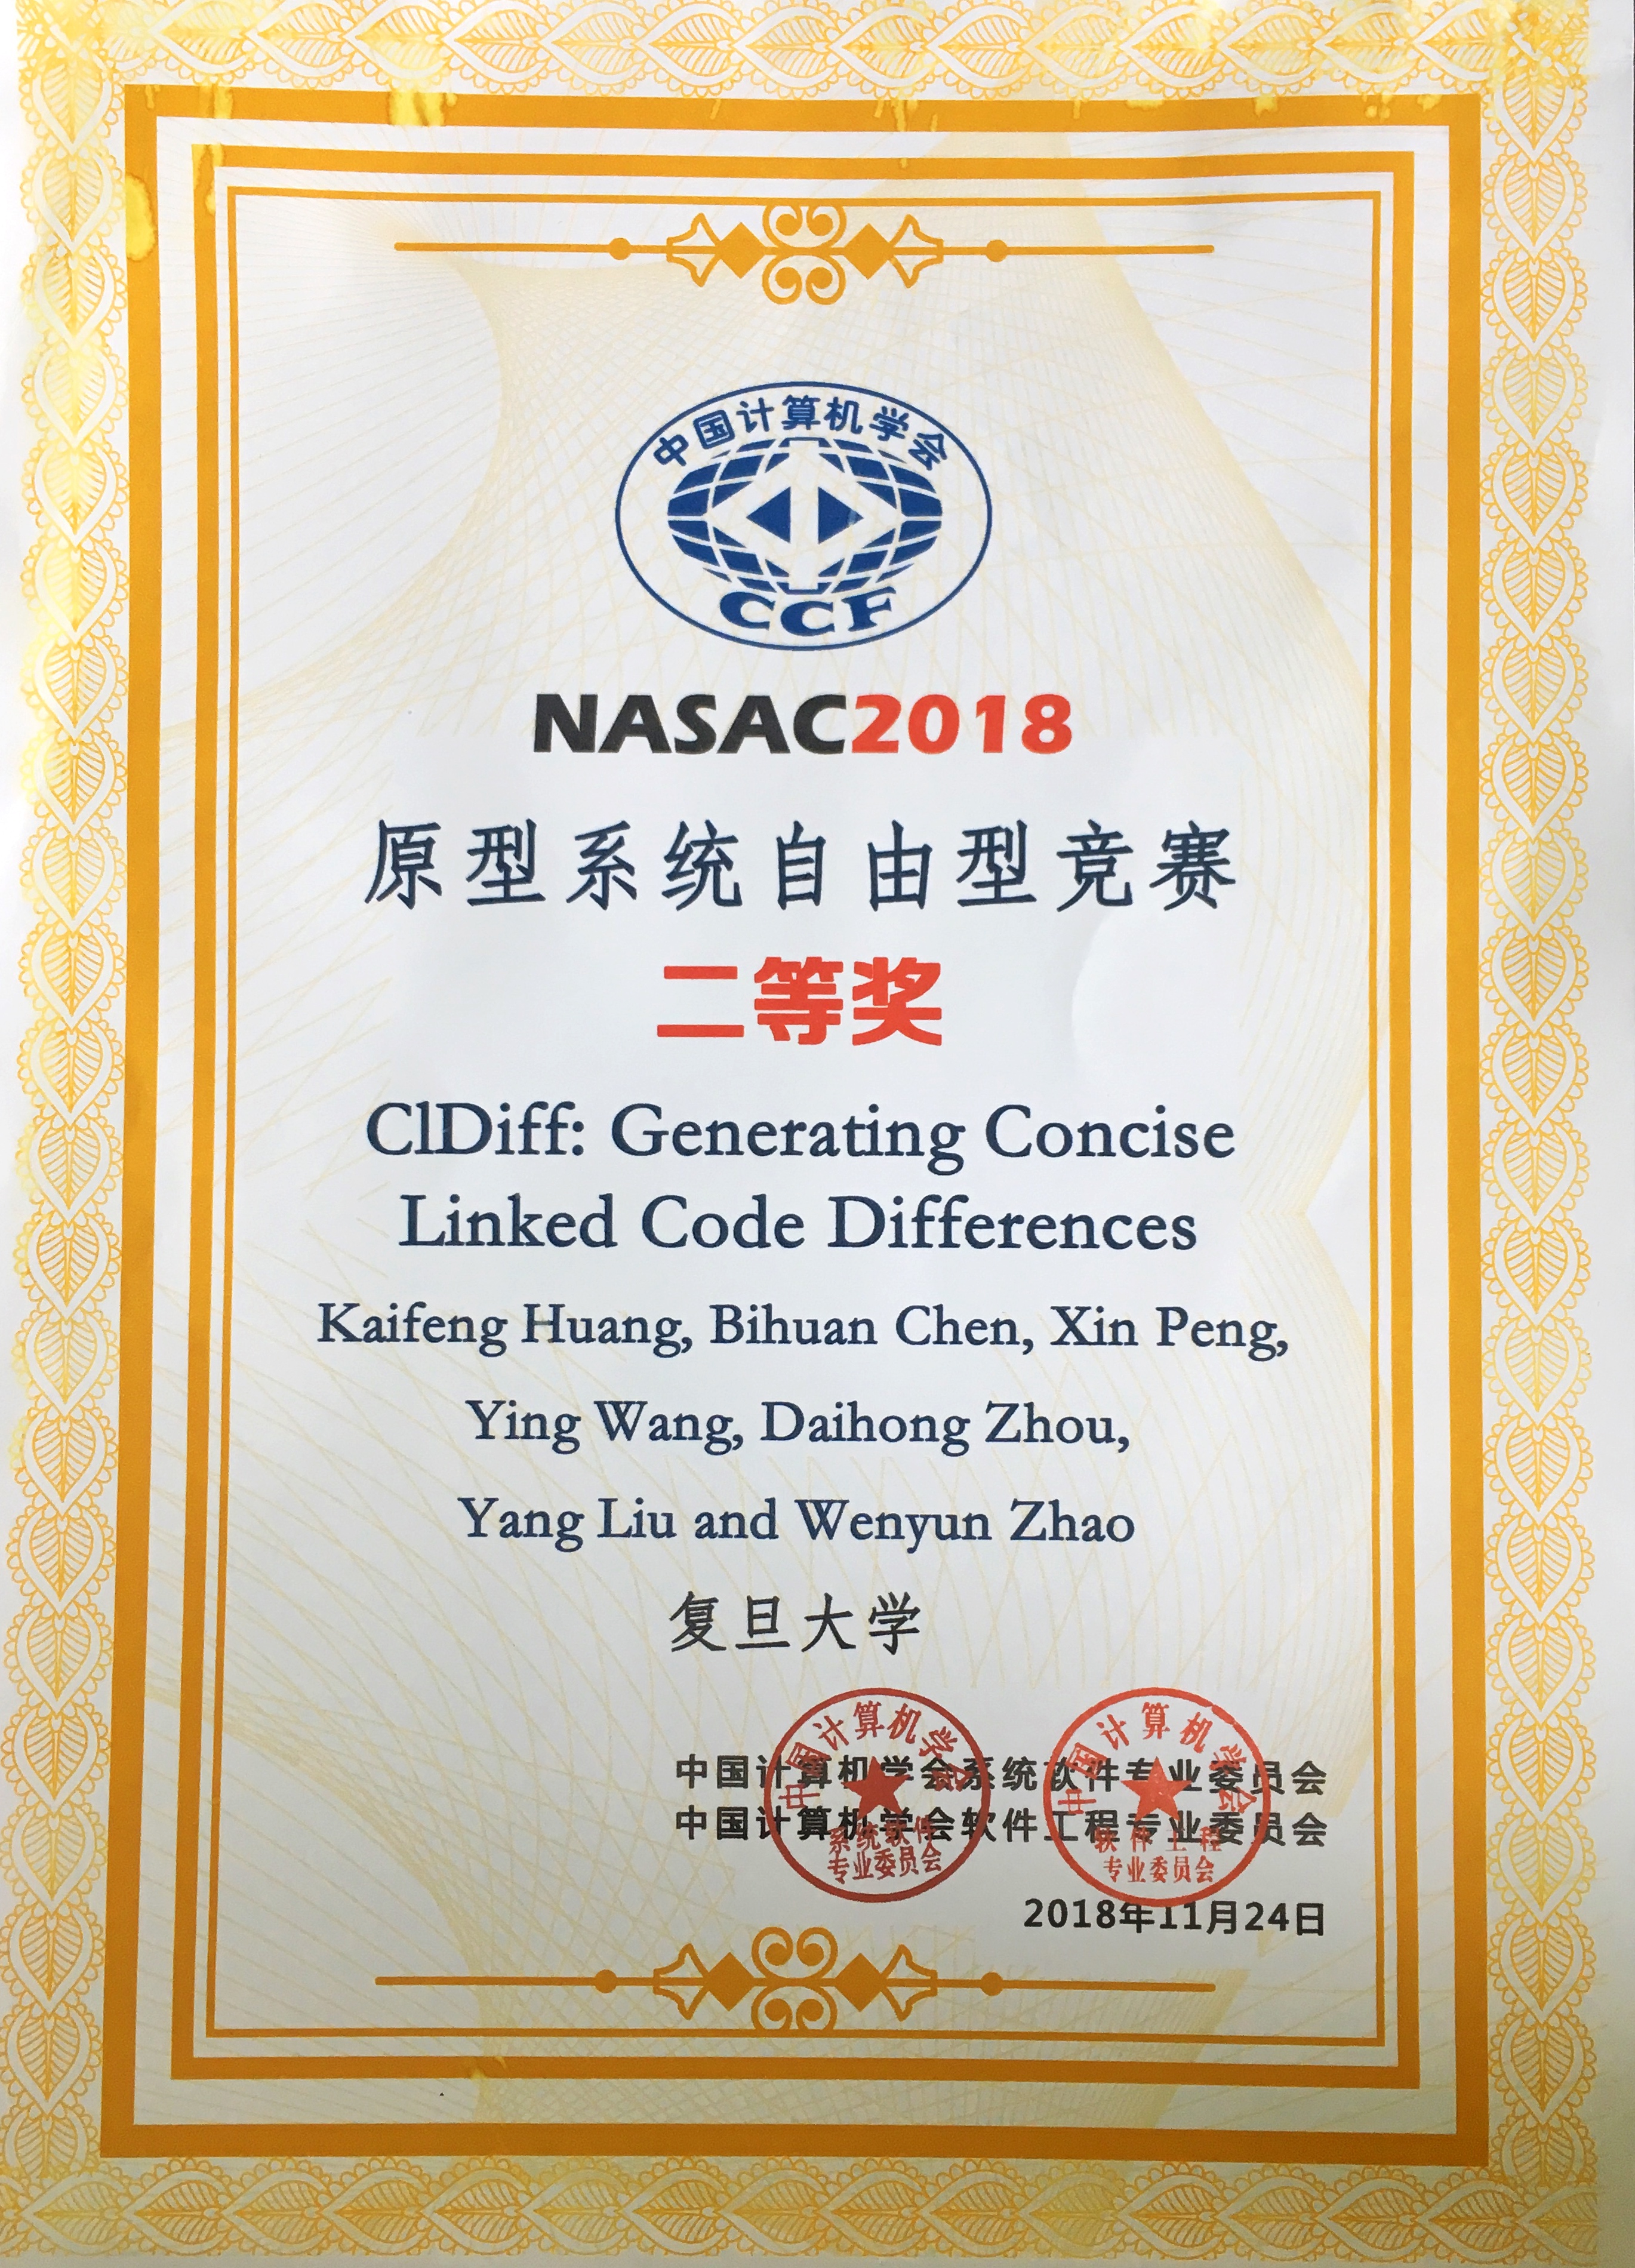 中国计算机学会
CCF
NASAC2018
原型系统自由型竞赛
二等奖
ClDiff: Generating Concise
Linked Code Differences
Kaifeng Huang, Bihuan Chen, Xin Peng,
Ying Wang, Daihong Zhou,
Yang Liu and Wenyun Zhao
复旦大学
中国计算机学会系统软件专业委员会
中国计算机学会软件工程专业委员会
中国计算机学会
系统软件
专业委员会
中国计算机学会
软件工程
专业委员会
2018年11月24日